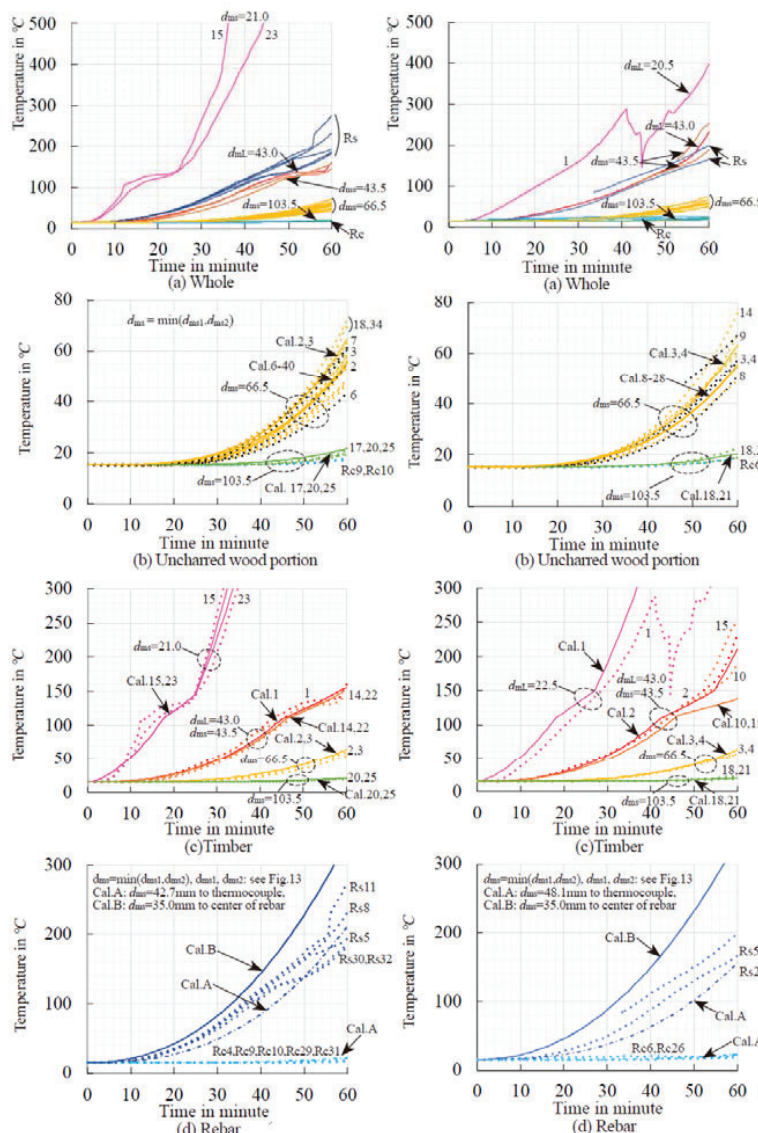 dms=21.0
500
15
23
400
300
200
100
0
Temperature in °C
dmL=43.0
Rs
dms=43.5
dms=103.5
dms=66.5
Rc
0 10 20 30 40 50 60
Time in minute
(a) Whole
500
400
300
200
100
0
Temperature in °C
dmL=20.5
1
dmL=43.0
dms=43.5
Rs
dms=103.5
dms=66.5
Rc
0 10 20 30 40 50 60
Time in minute
(a) Whole
80
60
40
20
0
Temperature in °C
dms = min(dms1,dms2)
18,34
7
3
2
6
Cal.2,3
Cal.6-40
dms=66.5
17,20,25
Rc9,Rc10
dms=103.5
Cal. 17,20,25
0 10 20 30 40 50 60
Time in minute
(b) Uncharred wood portion
80
60
40
20
0
Temperature in °C
14
9
3,4
8
Cal.3,4
Cal.8-28
dms=66.5
Rc6
dms=103.5
Cal.18,21
0 10 20 30 40 50 60
Time in minute
(b) Uncharred wood portion
300
200
150
100
50
0
Temperature in °C
15
23
dms=21.0
Cal.15,23
Cal.1
1
14,22
dmL=43.0
dms=43.5
Cal.14,22
Cal.2,3
2,3
dms=66.5
20,25
dms=103.5
Cal.20,25
0 10 20 30 40 50 60
Time in minute
(c)Timber
300
200
150
100
50
0
Temperature in °C
Cal.1
1
15
dmL=43.0
dms=43.5
dmL=22.5
2
10
Cal.2
Cal.3,4
3,4
dms=66.5
18,21
dms=103.5
Cal.18,21
0 10 20 30 40 50 60
Time in minute
(c)Timber
300
200
100
0
Temperature in °C
dms=min(dms1,dms2), dms1, dms2: see Fig.13
Cal.A: dms=42.7mm to thermocouple,
Cal.B: dms=35.0mm to center of rebar
Rs11
Rs8
Rs5
Rs30,Rs32
Cal.B
Cal.A
Cal.A
Rc4,Rc9,Rc10,Rc29,Rc31
0 10 20 30 40 50 60
Time in minute
(d) Rebar
300
200
100
0
Temperature in °C
dms=min(dms1,dms2), dms1, dms2: see Fig.13
Cal.A: dms=48.1mm to thermocouple,
Cal.B: dms=35.0mm to center of rebar
Cal.B
Rs5
Rs2
Cal.A
Rc6,Rc26
0 10 20 30 40 50 60
Time in minute
(d) Rebar